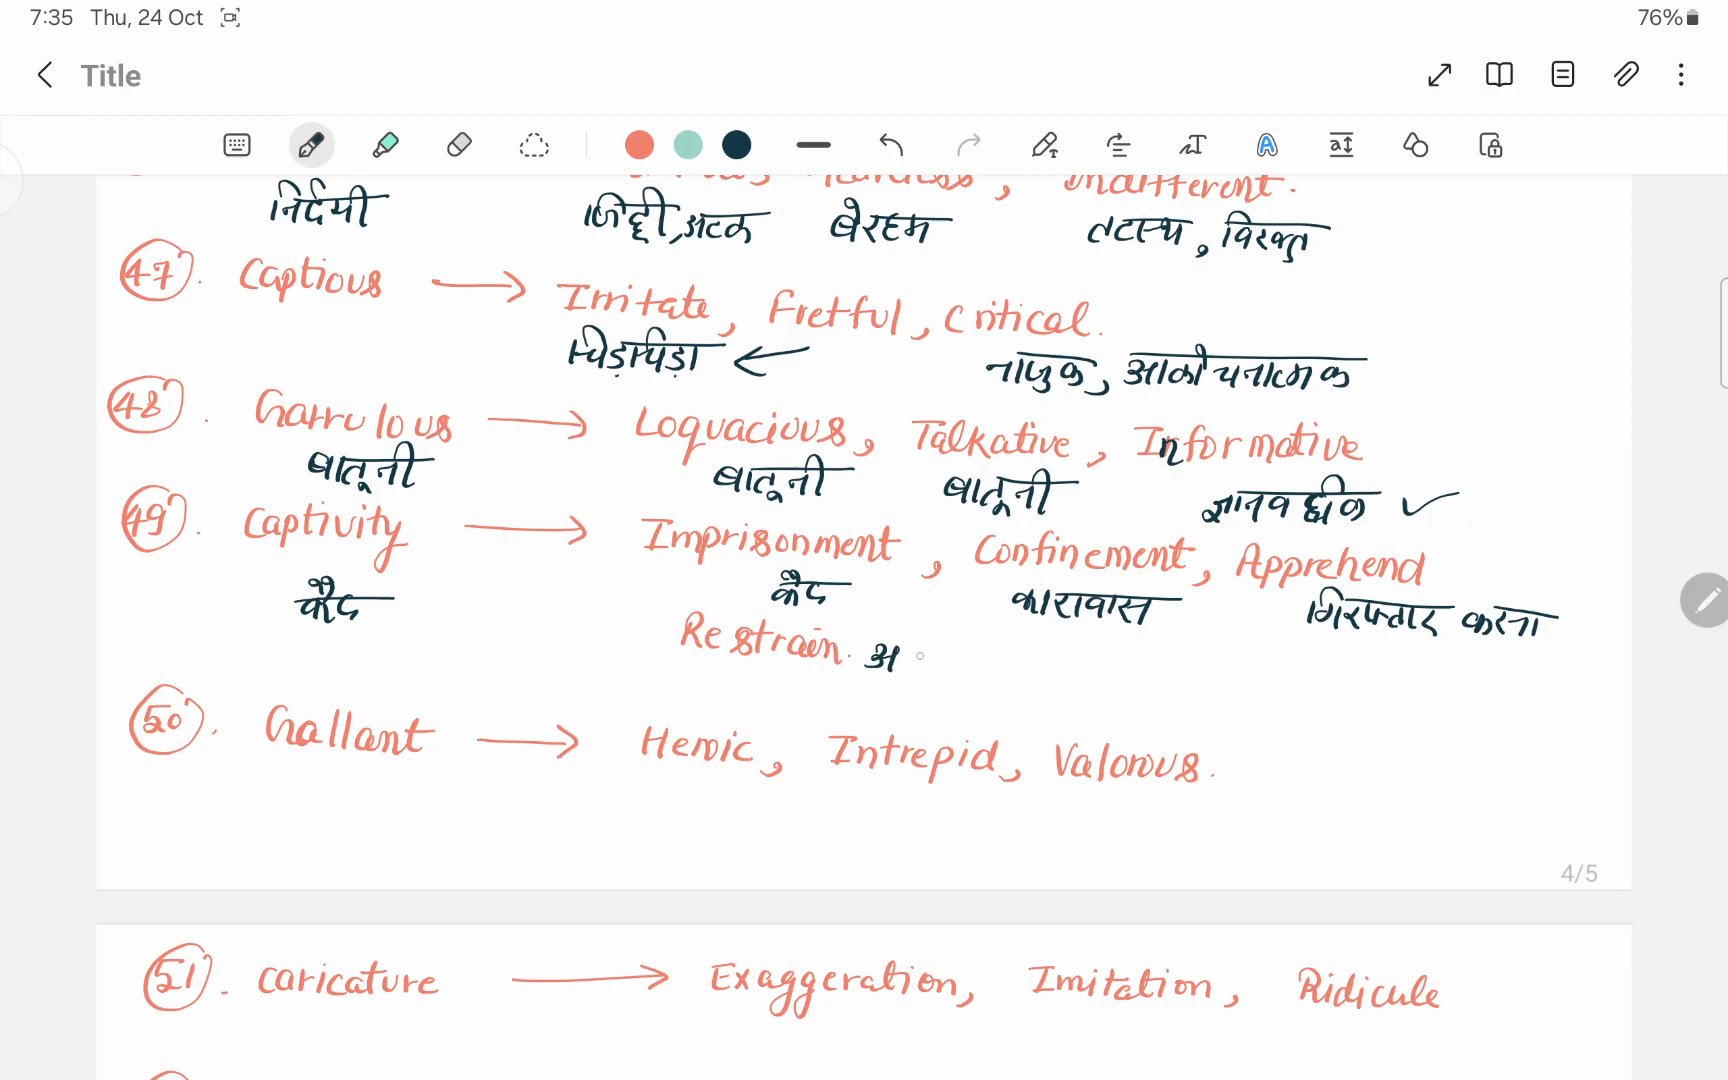 7:35 Thu, 24 Oct 76%
Title
Indifferent.
निर्दयी जिद्दी, अटक बेरहम तटस्थ, विरक्त
47. Captious → Irritate, Fretful, Critical.
चिड़चिड़ा ← नाजुक, आलोचनात्मक
48. Garrulous → Loquacious, Talkative, Informative
बातूनी बातूनी बातूनी ज्ञानवर्धक ✓
49. Captivity → Imprisonment, Confinement, Apprehend
कैद कैद कारावास गिरफ्तार करना
Restrain. अ
50. Gallant → Heroic, Intrepid, Valorous.
4/5
51. Caricature → Exaggeration, Imitation, Ridicule